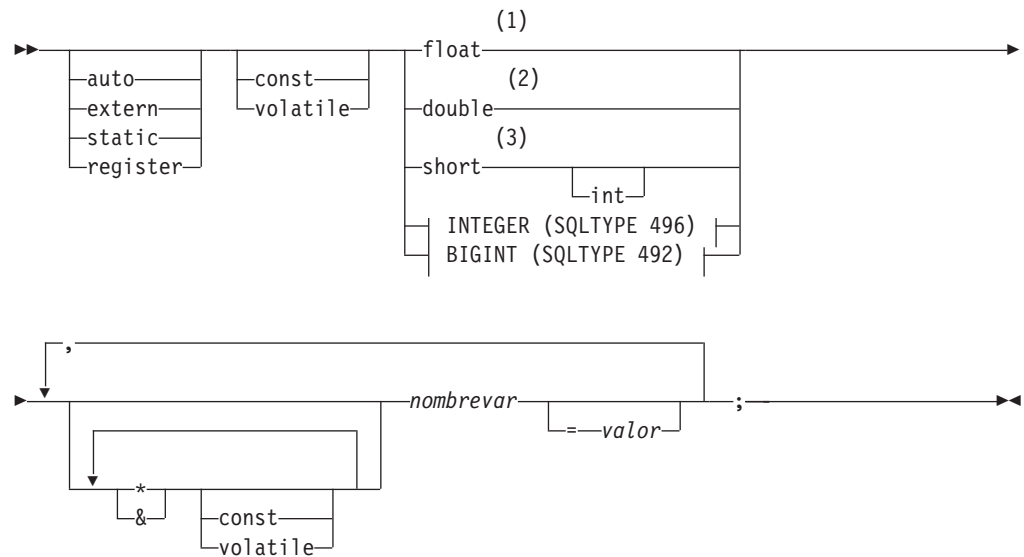 (1)
float
auto const (2)
extern volatile double
static (3)
register short
int
INTEGER (SQLTYPE 496)
BIGINT (SQLTYPE 492)
,
nombrevar ;
= valor
*
& const
volatile